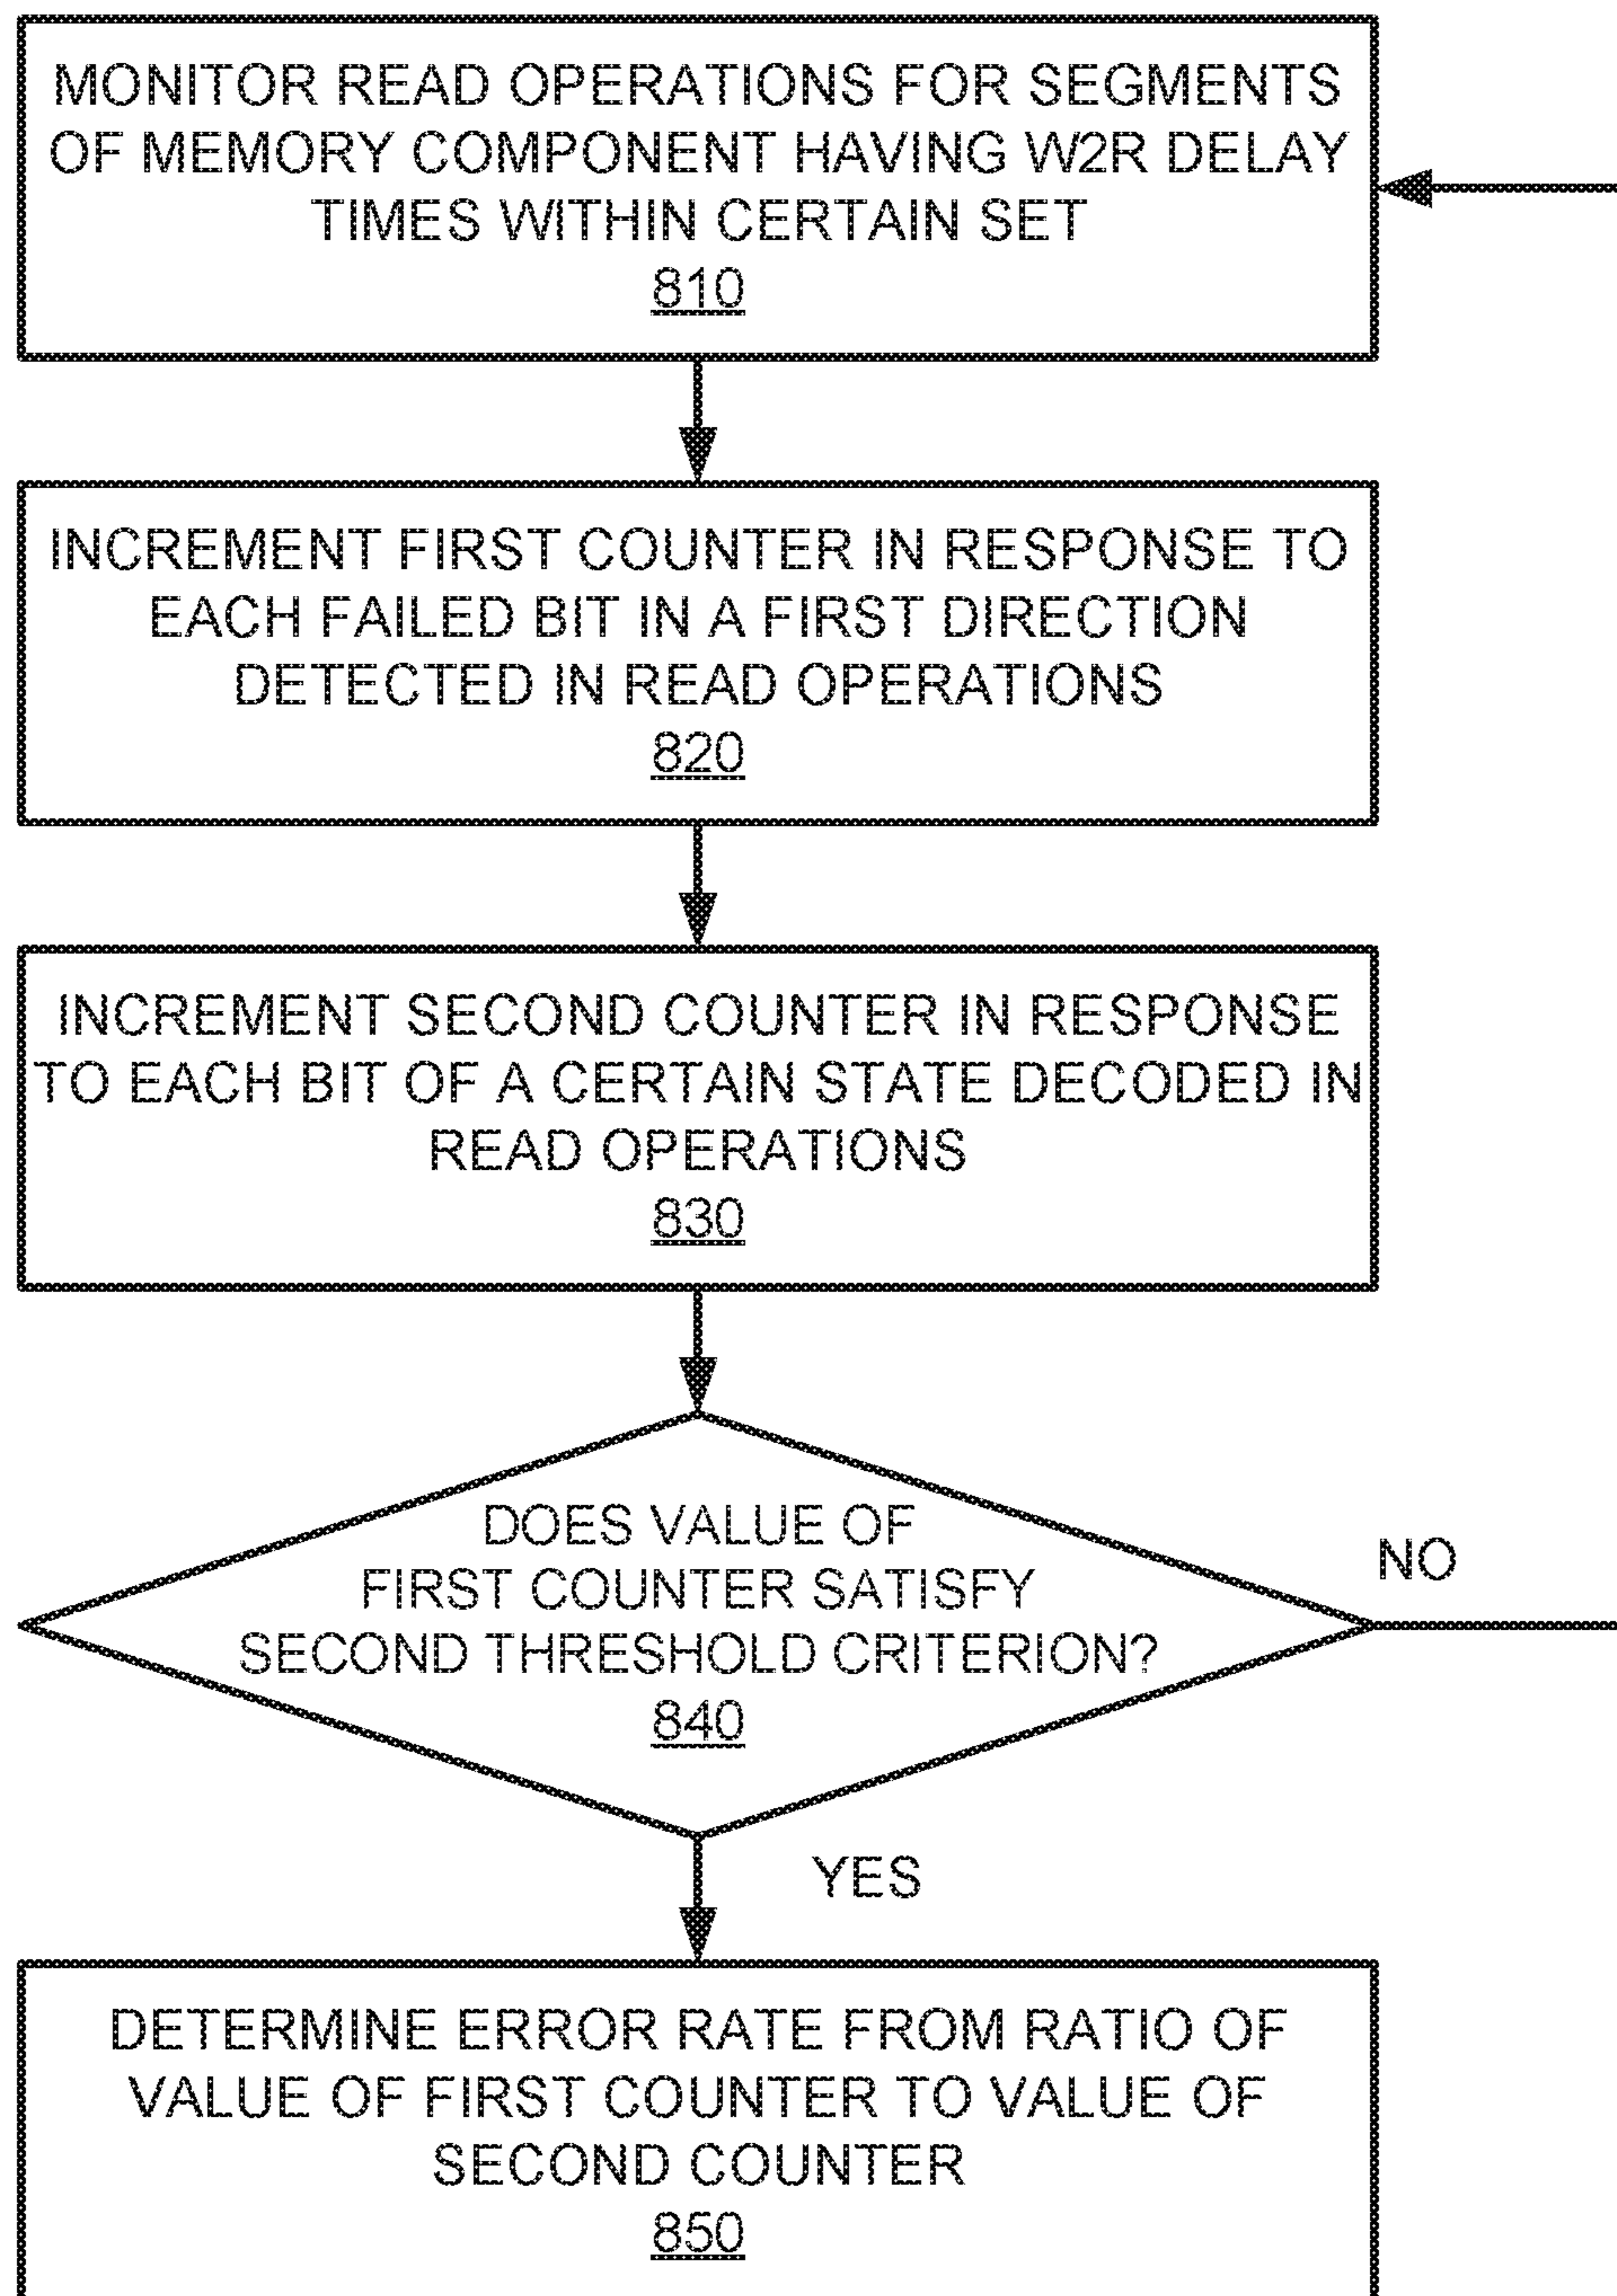 MONITOR READ OPERATIONS FOR SEGMENTS
OF MEMORY COMPONENT HAVING W2R DELAY
TIMES WITHIN CERTAIN SET
810
INCREMENT FIRST COUNTER IN RESPONSE TO
EACH FAILED BIT IN A FIRST DIRECTION
DETECTED IN READ OPERATIONS
820
INCREMENT SECOND COUNTER IN RESPONSE
TO EACH BIT OF A CERTAIN STATE DECODED IN
READ OPERATIONS
830
DOES VALUE OF
FIRST COUNTER SATISFY
SECOND THRESHOLD CRITERION?
840
NO
YES
DETERMINE ERROR RATE FROM RATIO OF
VALUE OF FIRST COUNTER TO VALUE OF
SECOND COUNTER
850